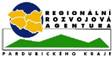 REGIONÁLNÍ
ROZVOJOVÁ
AGENTURA
PARDUBICKÉHO KRAJE